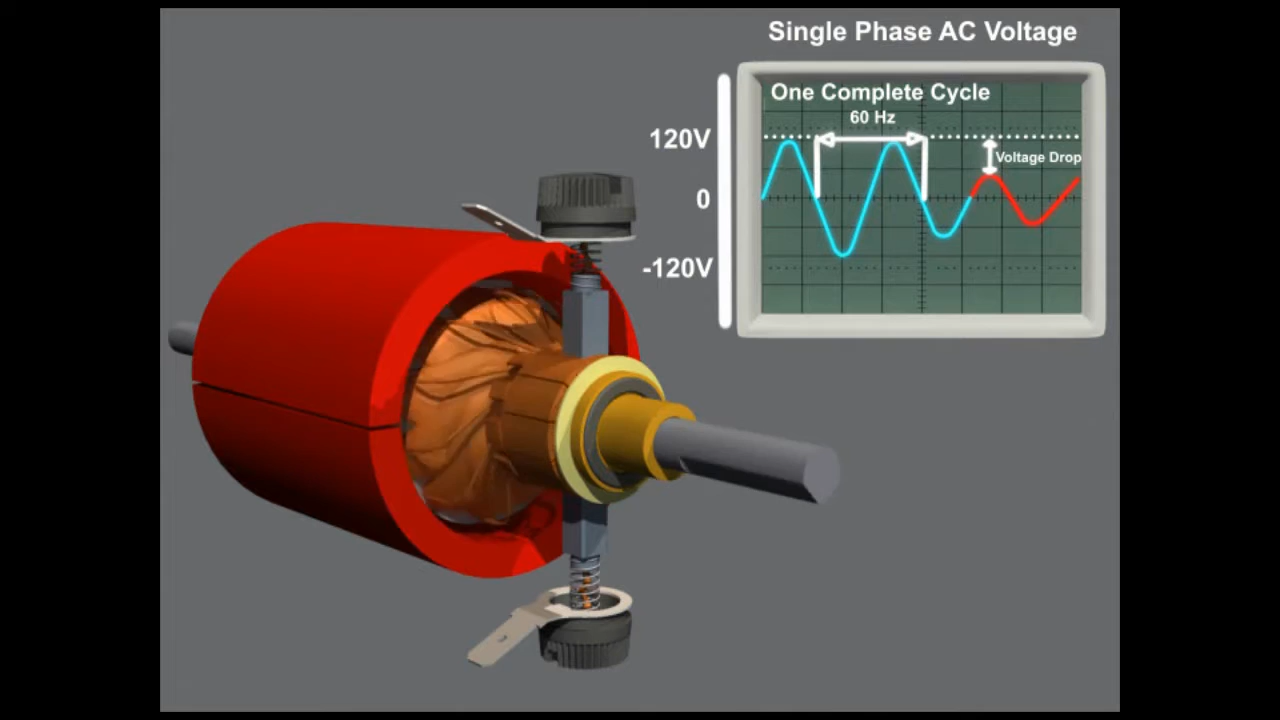 Single Phase AC Voltage
One Complete Cycle
60 Hz
120V
Voltage Drop
0
-120V